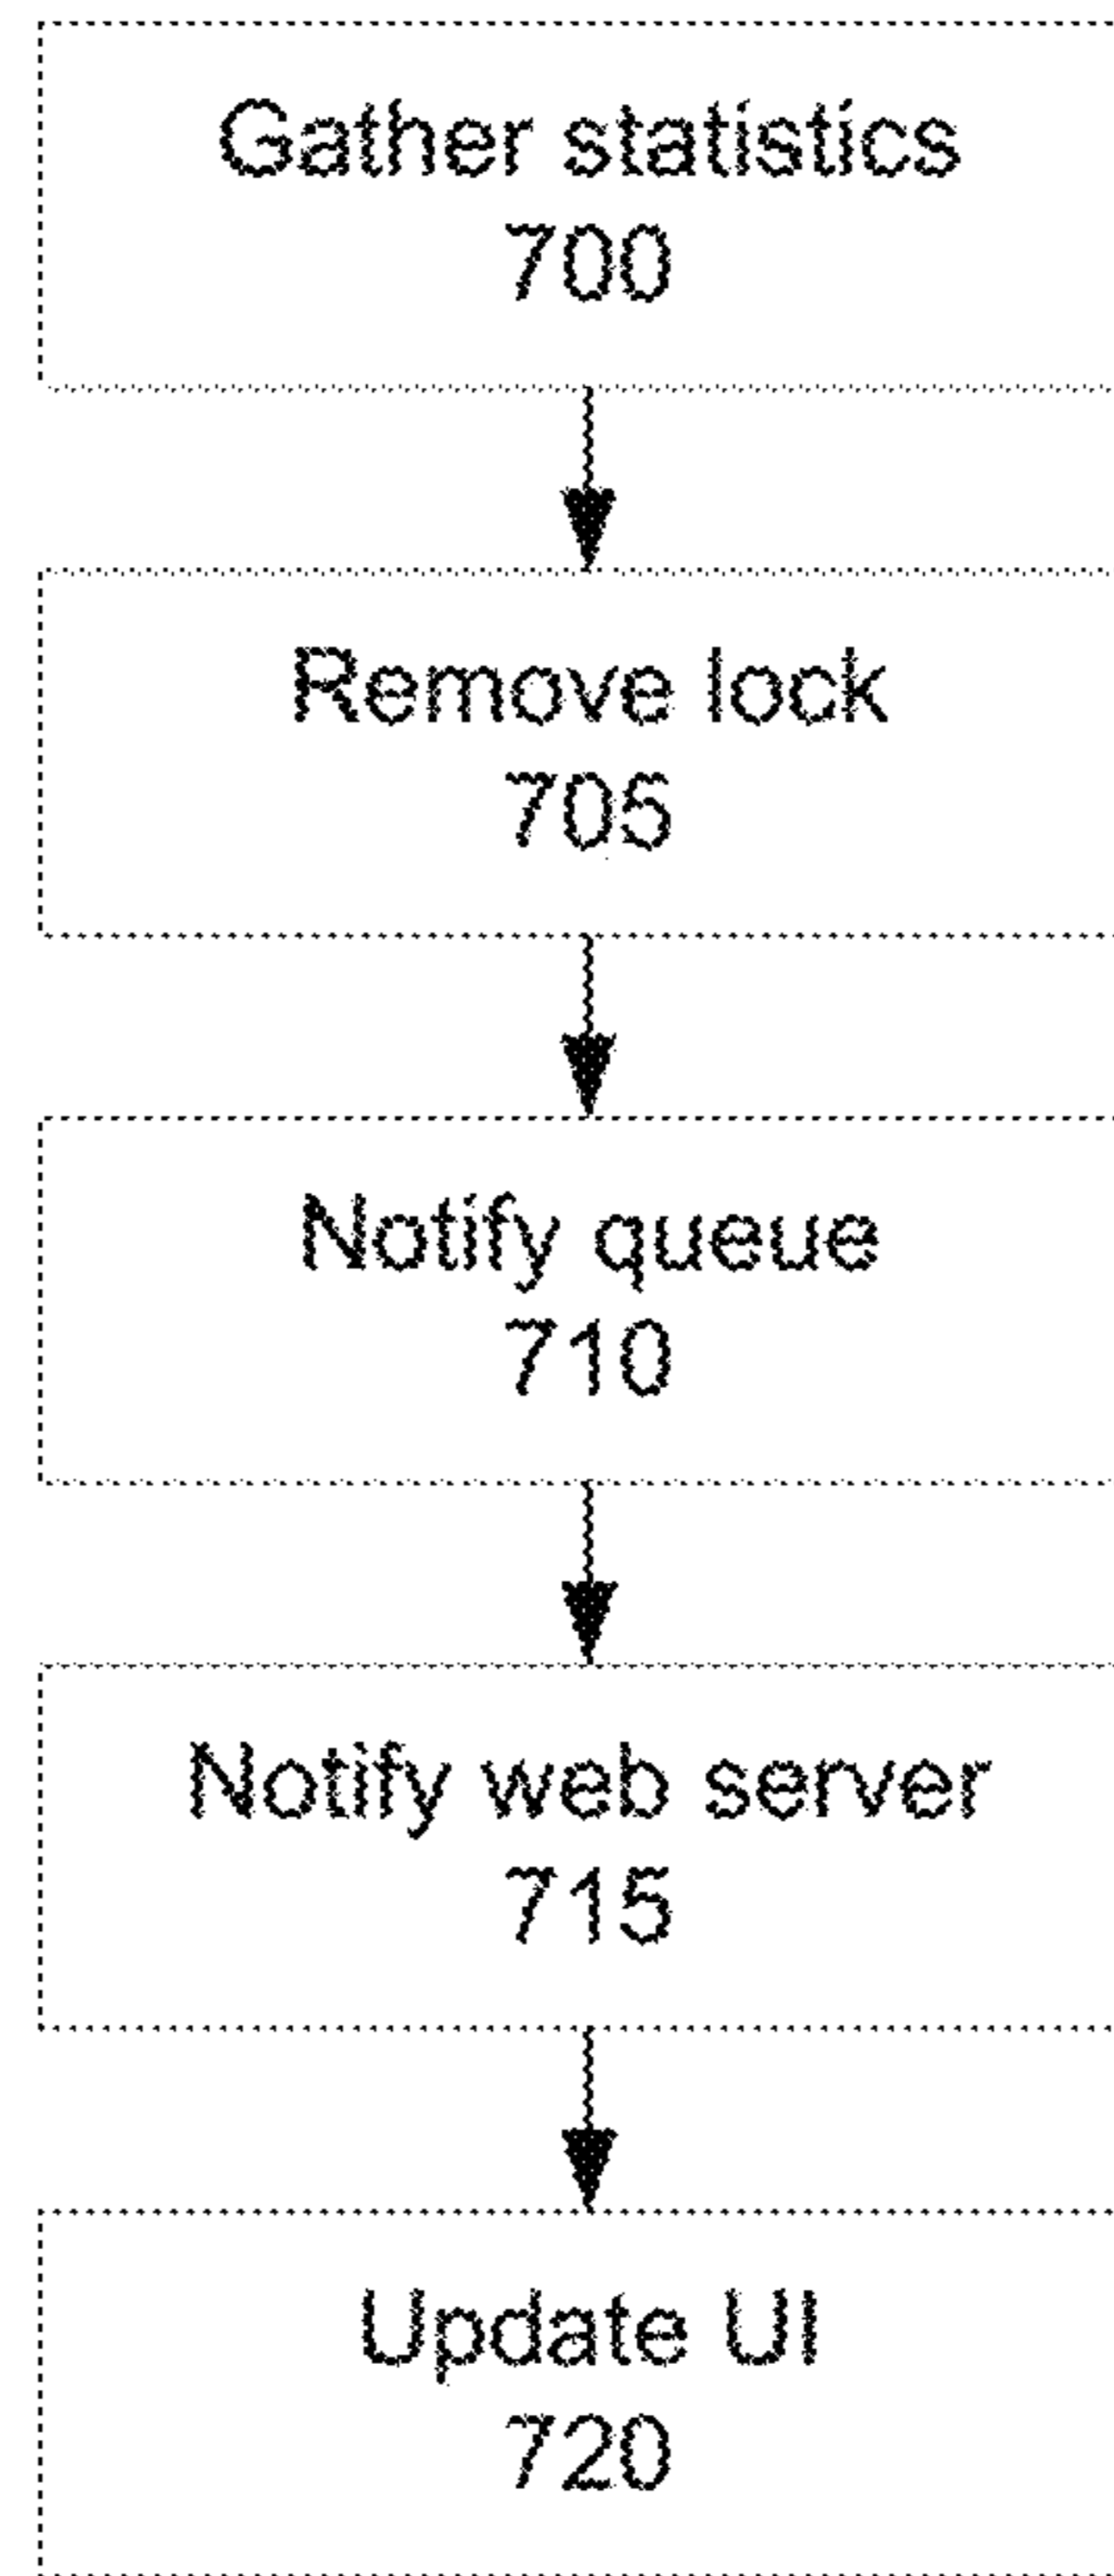 Gather statistics
700
Remove lock
705
Notify queue
710
Notify web server
715
Update UI
720